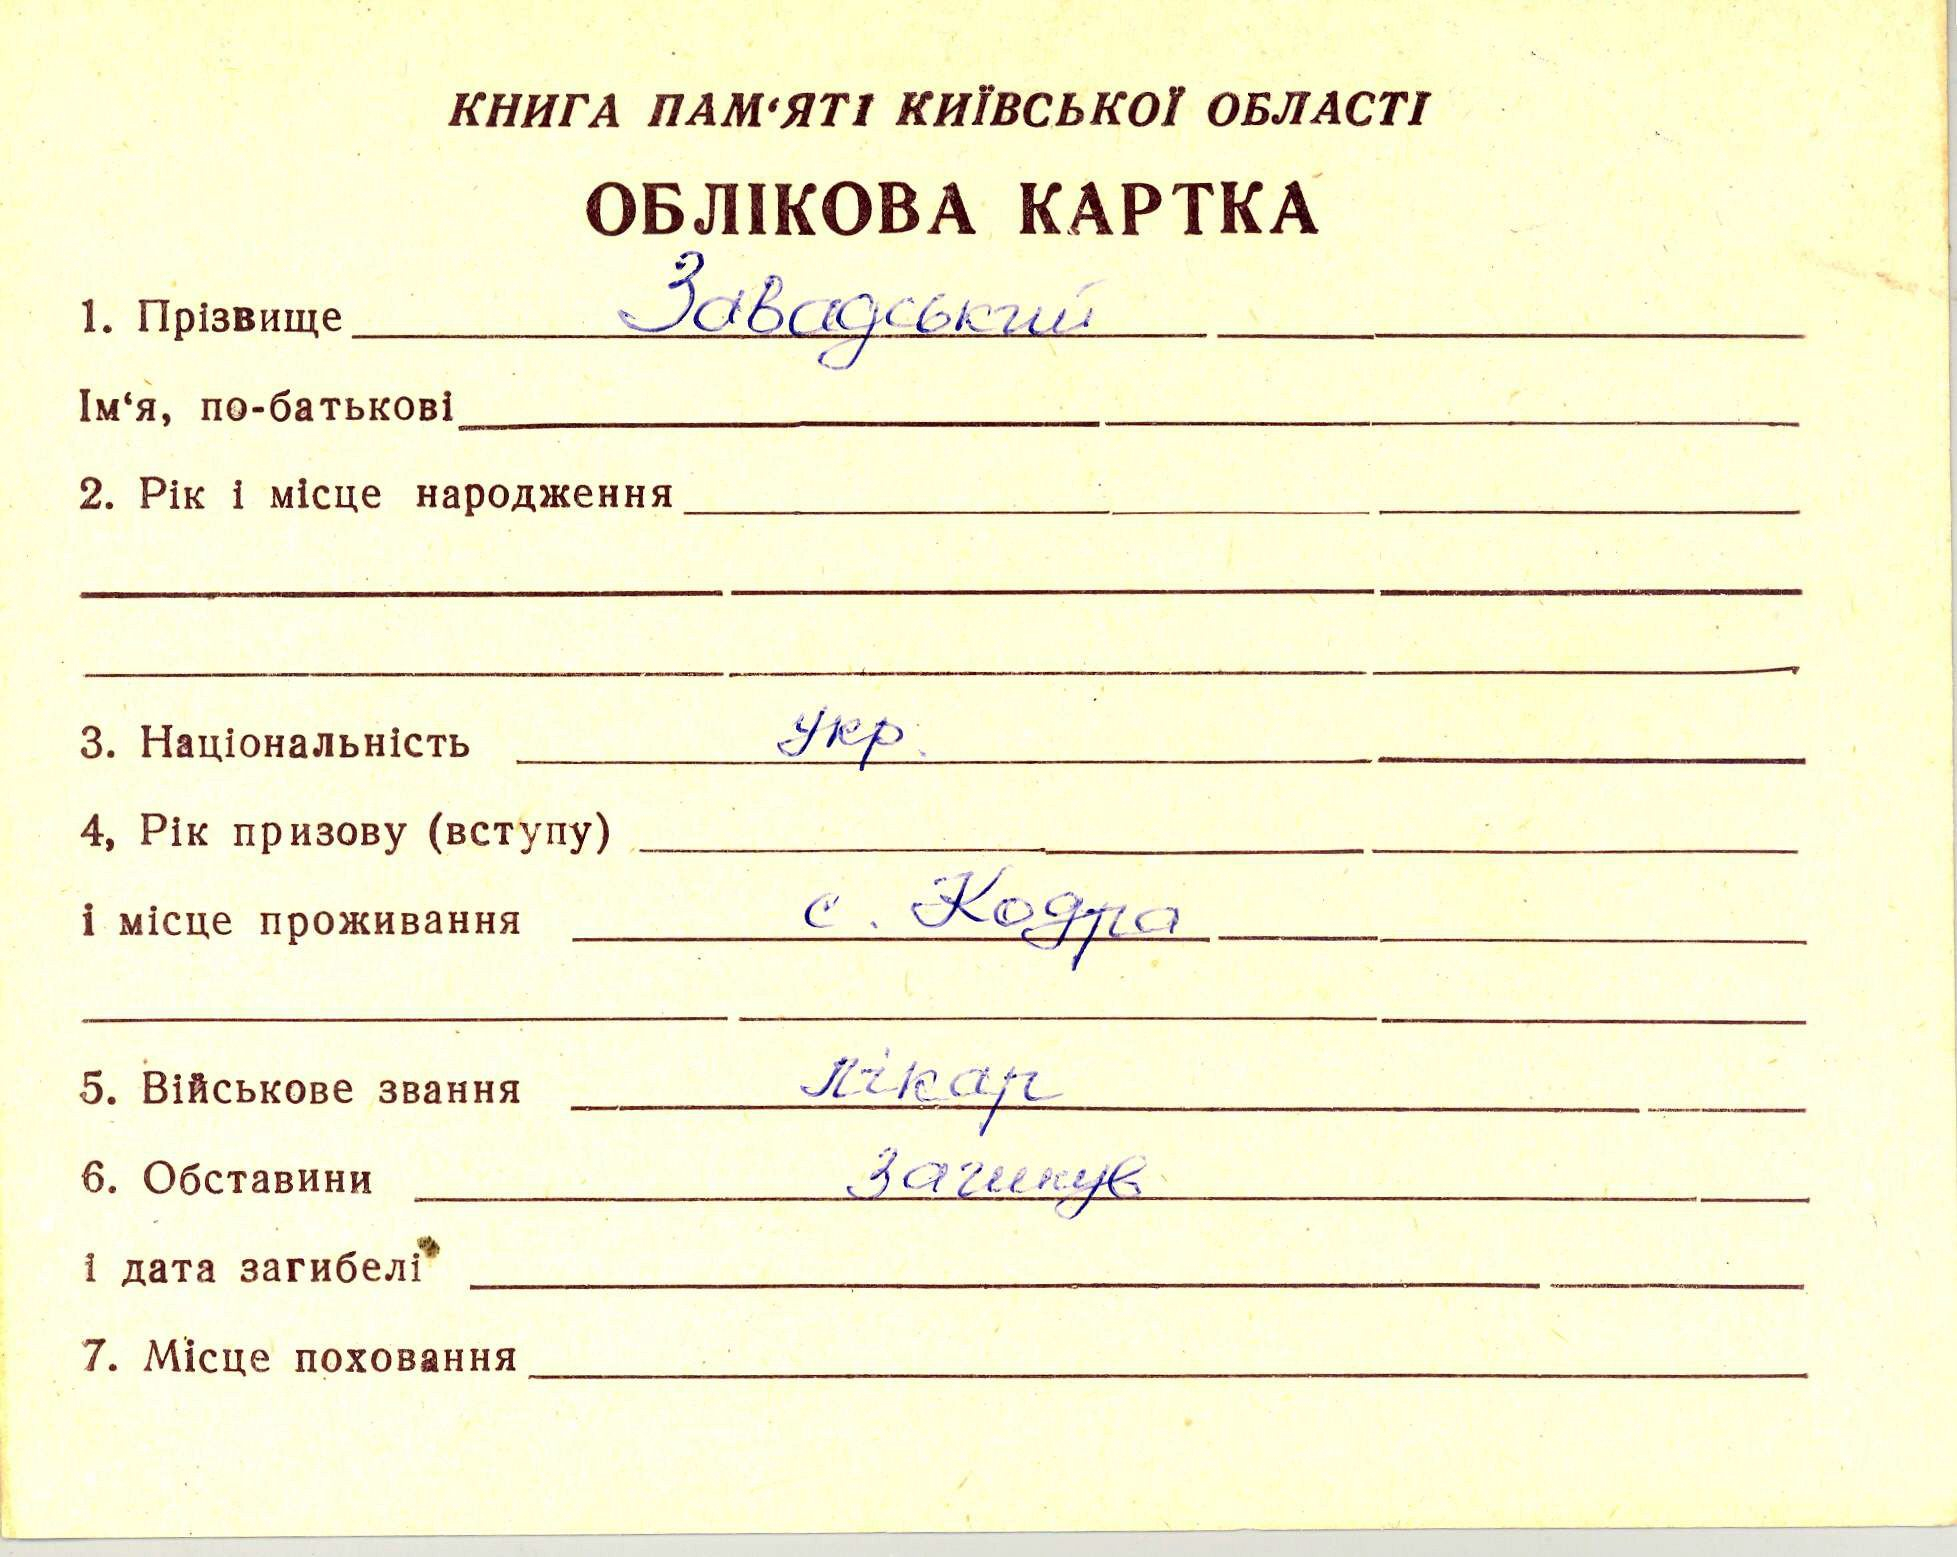 КНИГА ПАМ‘ЯТІ КИЇВСЬКОЇ ОБЛАСТІ
ОБЛІКОВА КАРТКА
1. Прізвище Завадський
Ім‘я, по-батькові
2. Рік і місце народження
3. Національність укр.
4, Рік призову (вступу)
і місце проживання с. Кодра
5. Військове звання лікар
6. Обставини загинув
і дата загибелі
7. Місце поховання